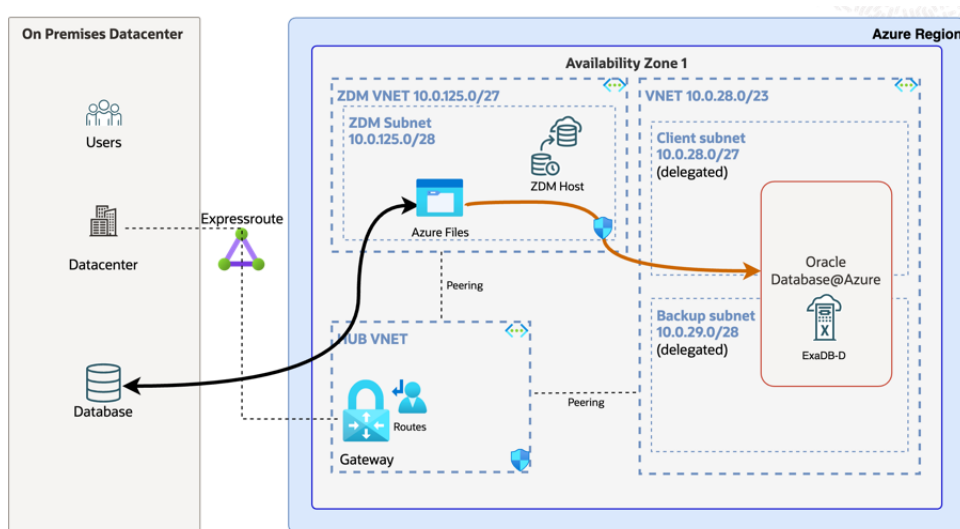 On Premises Datacenter
Users
Datacenter
Database
Expressroute
Azure Region
Availability Zone 1
ZDM VNET 10.0.125.0/27
ZDM Subnet
10.0.125.0/28
ZDM Host
Azure Files
Peering
HUB VNET
Routes
Gateway
Peering
VNET 10.0.28.0/23
Client subnet
10.0.28.0/27
(delegated)
Oracle
Database@Azure
X
ExaDB-D
Backup subnet
10.0.29.0/28
(delegated)